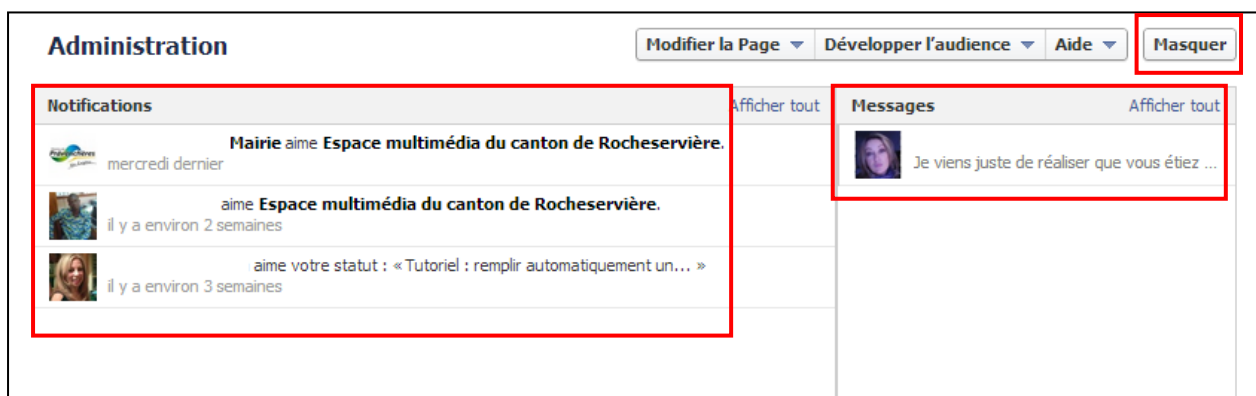 Administration
Modifier la Page
Développer l'audience
Aide
Masquer
Notifications
Afficher tout
Mairie aime Espace multimédia du canton de Rocheservière.
mercredi dernier
aime Espace multimédia du canton de Rocheservière.
il y a environ 2 semaines
aime votre statut : « Tutoriel : remplir automatiquement un... »
il y a environ 3 semaines
Messages
Afficher tout
Je viens juste de réaliser que vous étiez ...